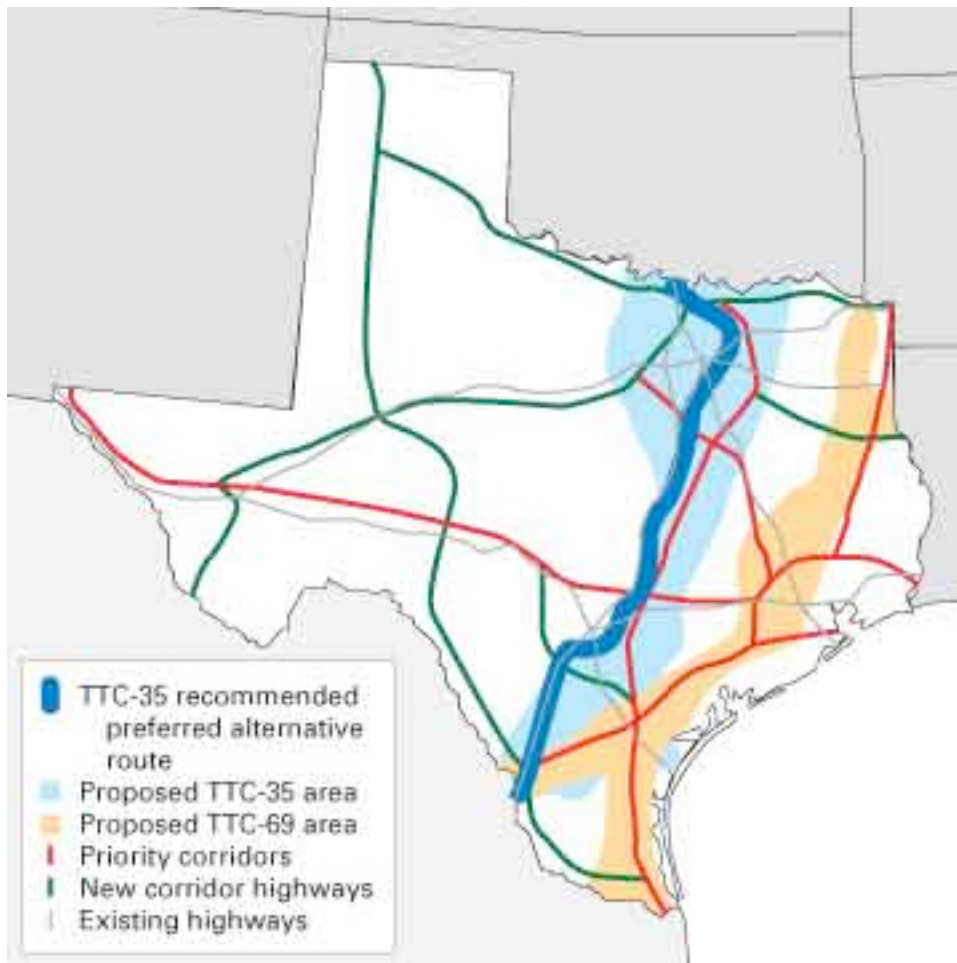 TTC-35 recommended
preferred alternative
route
Proposed TTC-35 area
Proposed TTC-69 area
Priority corridors
New corridor highways
Existing highways